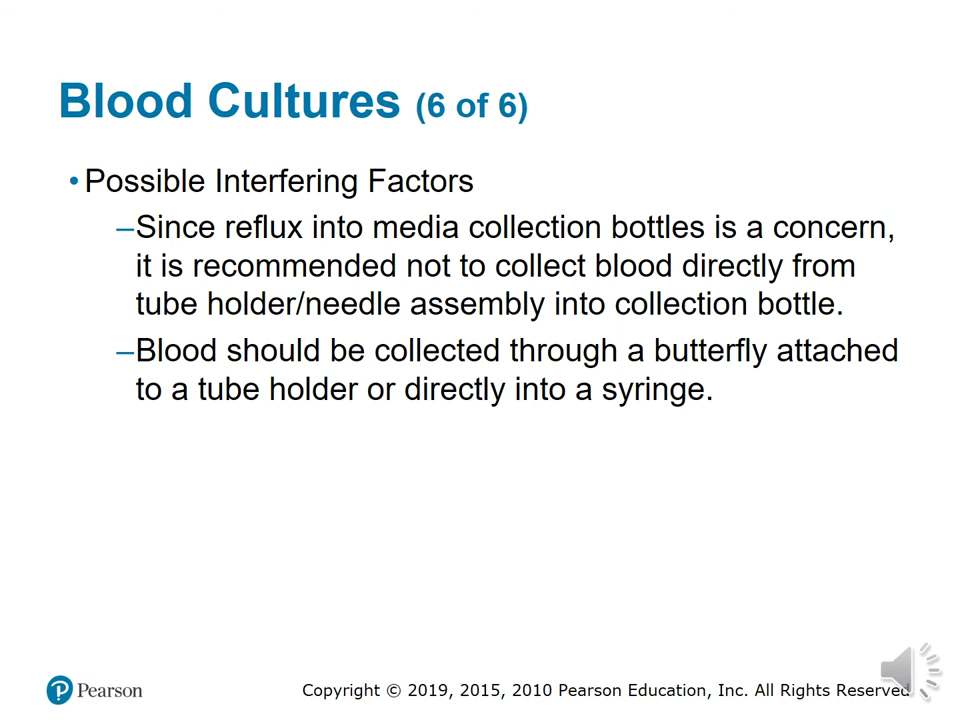 Blood Cultures (6 of 6)
• Possible Interfering Factors
–Since reflux into media collection bottles is a concern,
it is recommended not to collect blood directly from
tube holder/needle assembly into collection bottle.
–Blood should be collected through a butterfly attached
to a tube holder or directly into a syringe.
Pearson
Copyright © 2019, 2015, 2010 Pearson Education, Inc. All Rights Reserved